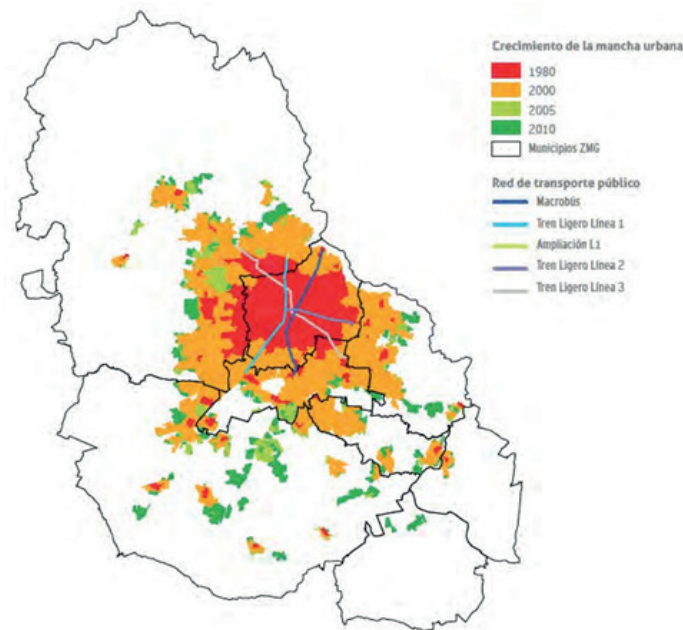 Crecimiento de la mancha urbana
1980
2000
2005
2010
Municipios ZMG
Red de transporte público
Macrobús
Tren Ligero Línea 1
Ampliación L1
Tren Ligero Línea 2
Tren Ligero Línea 3